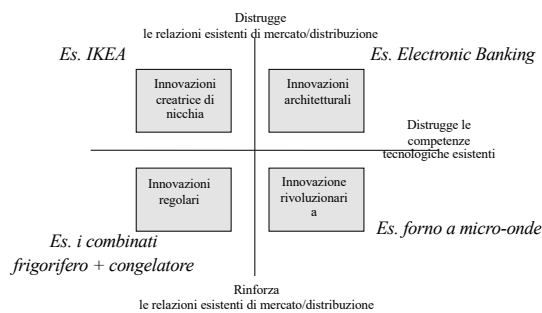 Distrugge
le relazioni esistenti di mercato/distribuzione
Es. IKEA
Es. Electronic Banking
Innovazioni
creatrice di
nicchia
Innovazioni
architetturali
Distrugge le
competenze
tecnologiche esistenti
Innovazioni
regolari
Innovazione
rivoluzionari
a
Es. i combinati
frigorifero + congelatore
Es. forno a micro-onde
Rinforza
le relazioni esistenti di mercato/distribuzione